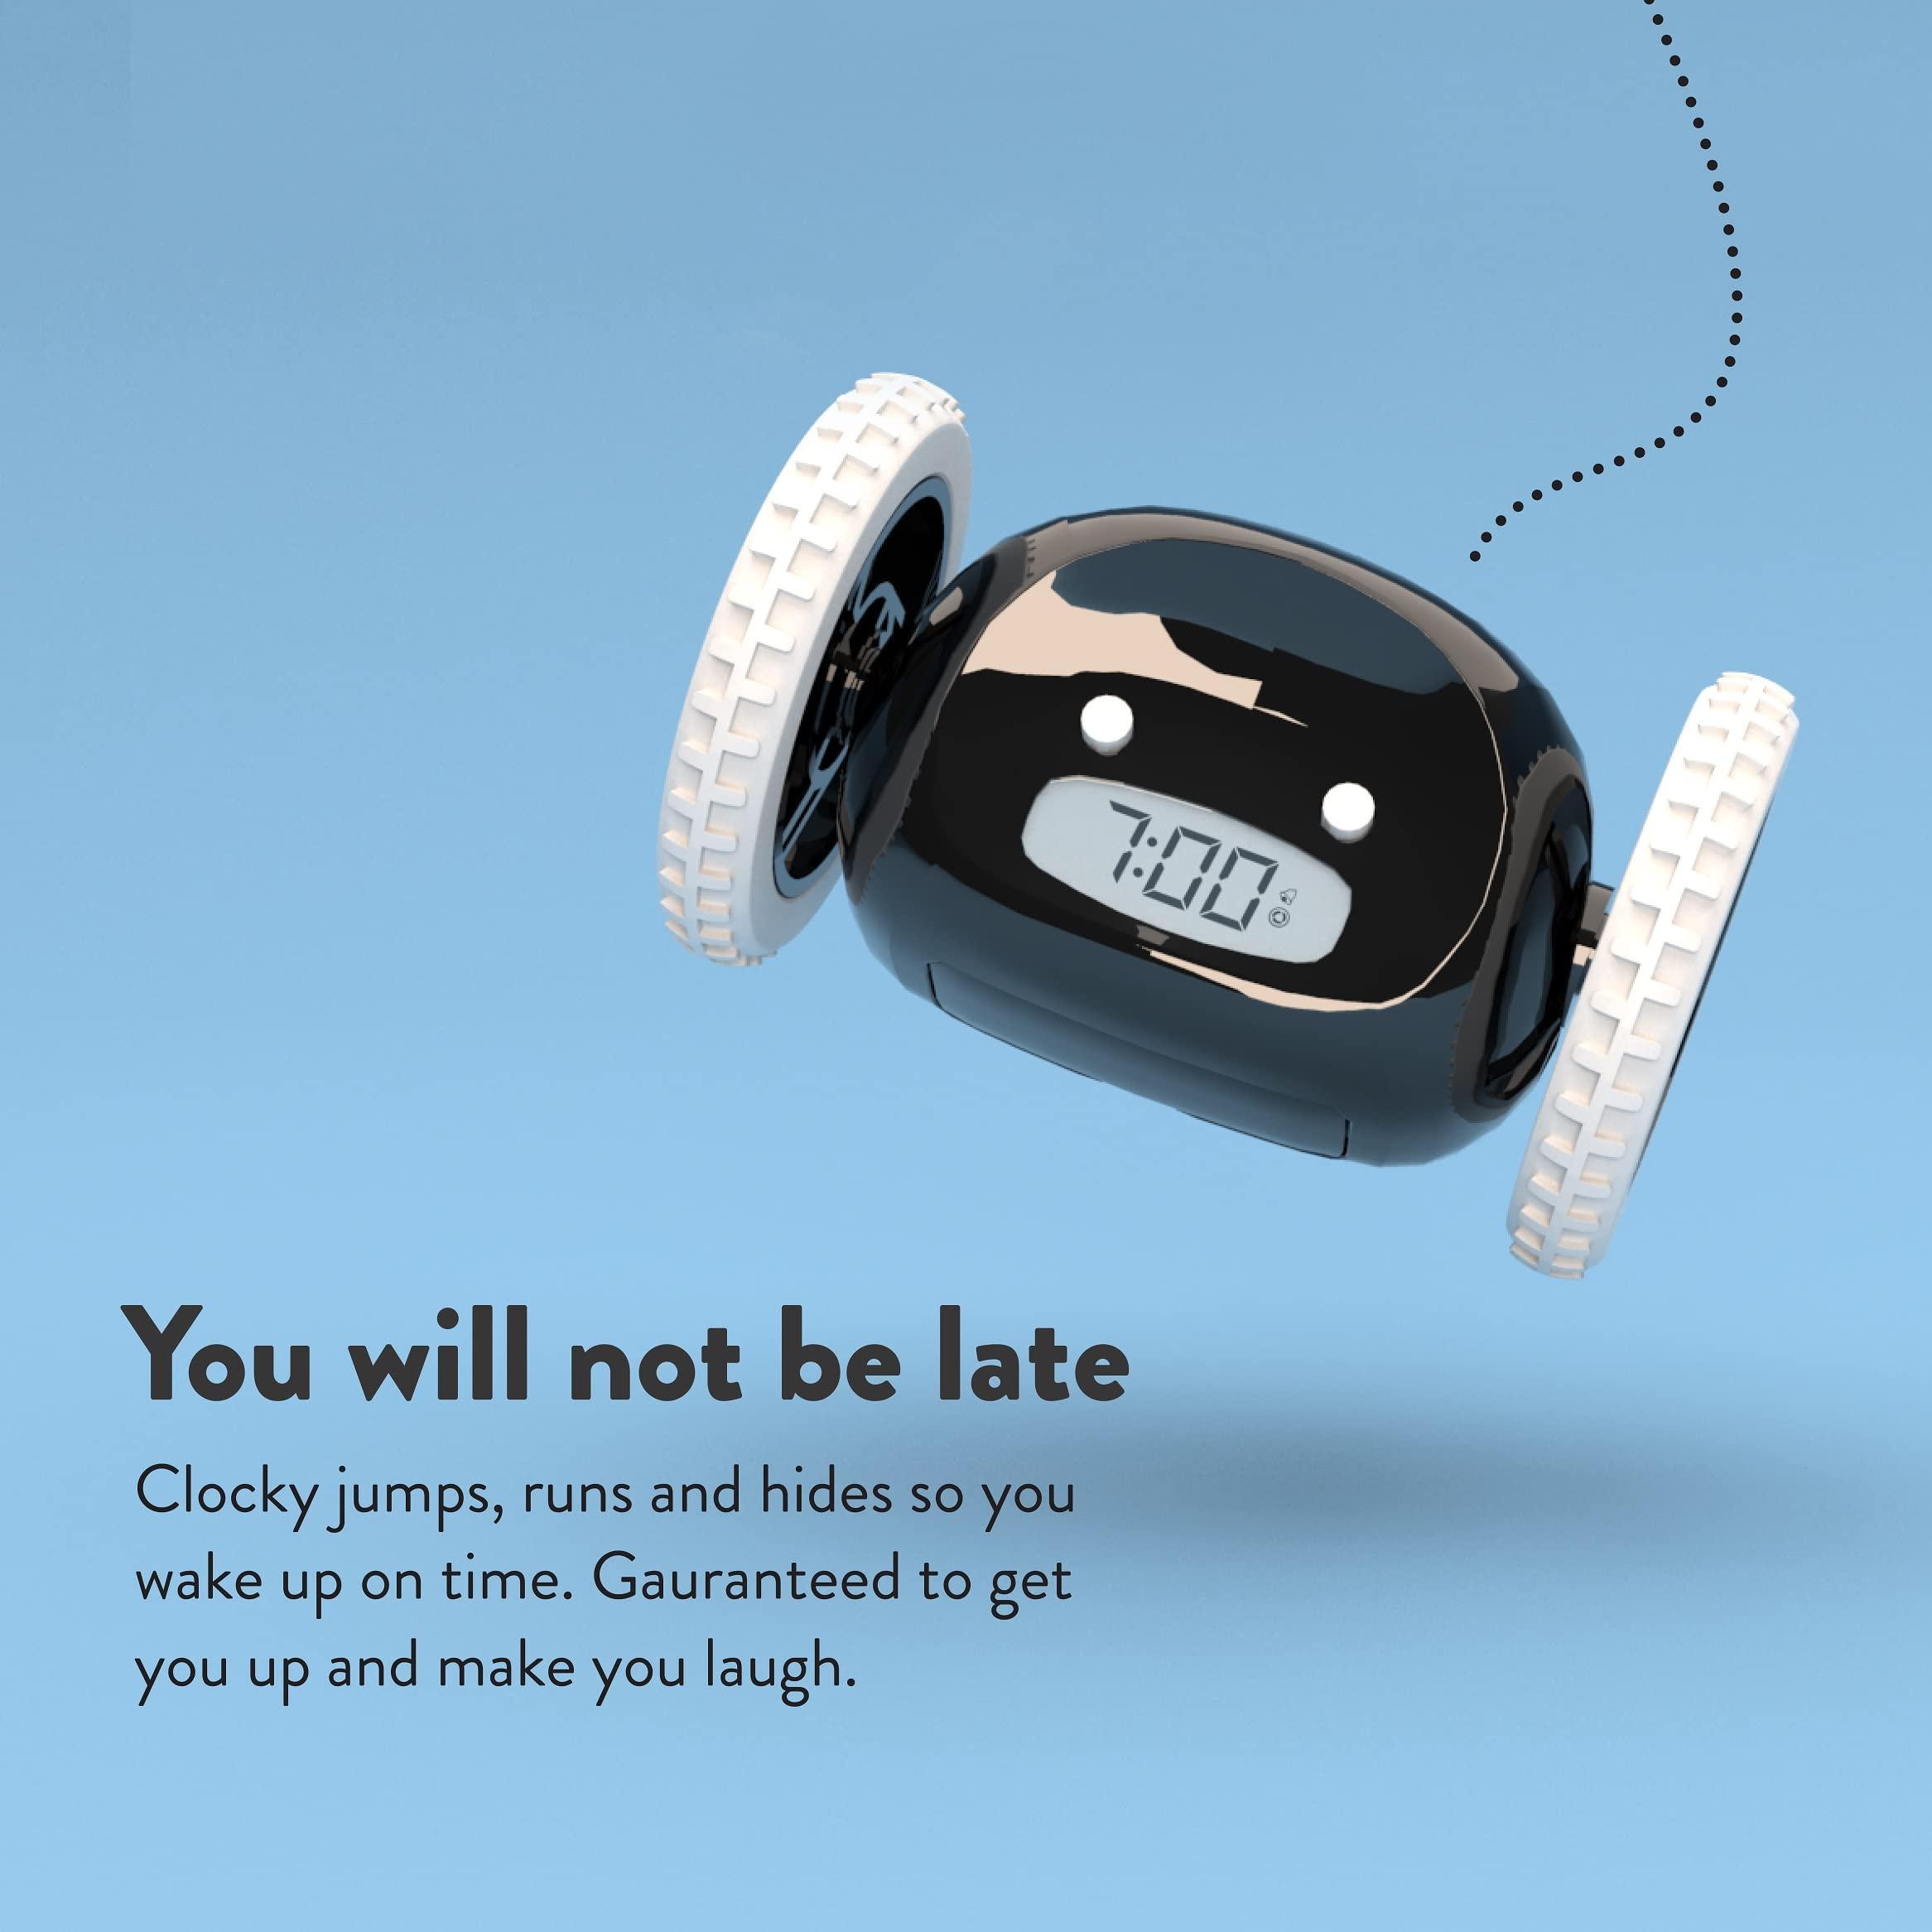 7:00
You will not be late
Clocky jumps, runs and hides so you
wake up on time. Gauranteed to get
you up and make you laugh.